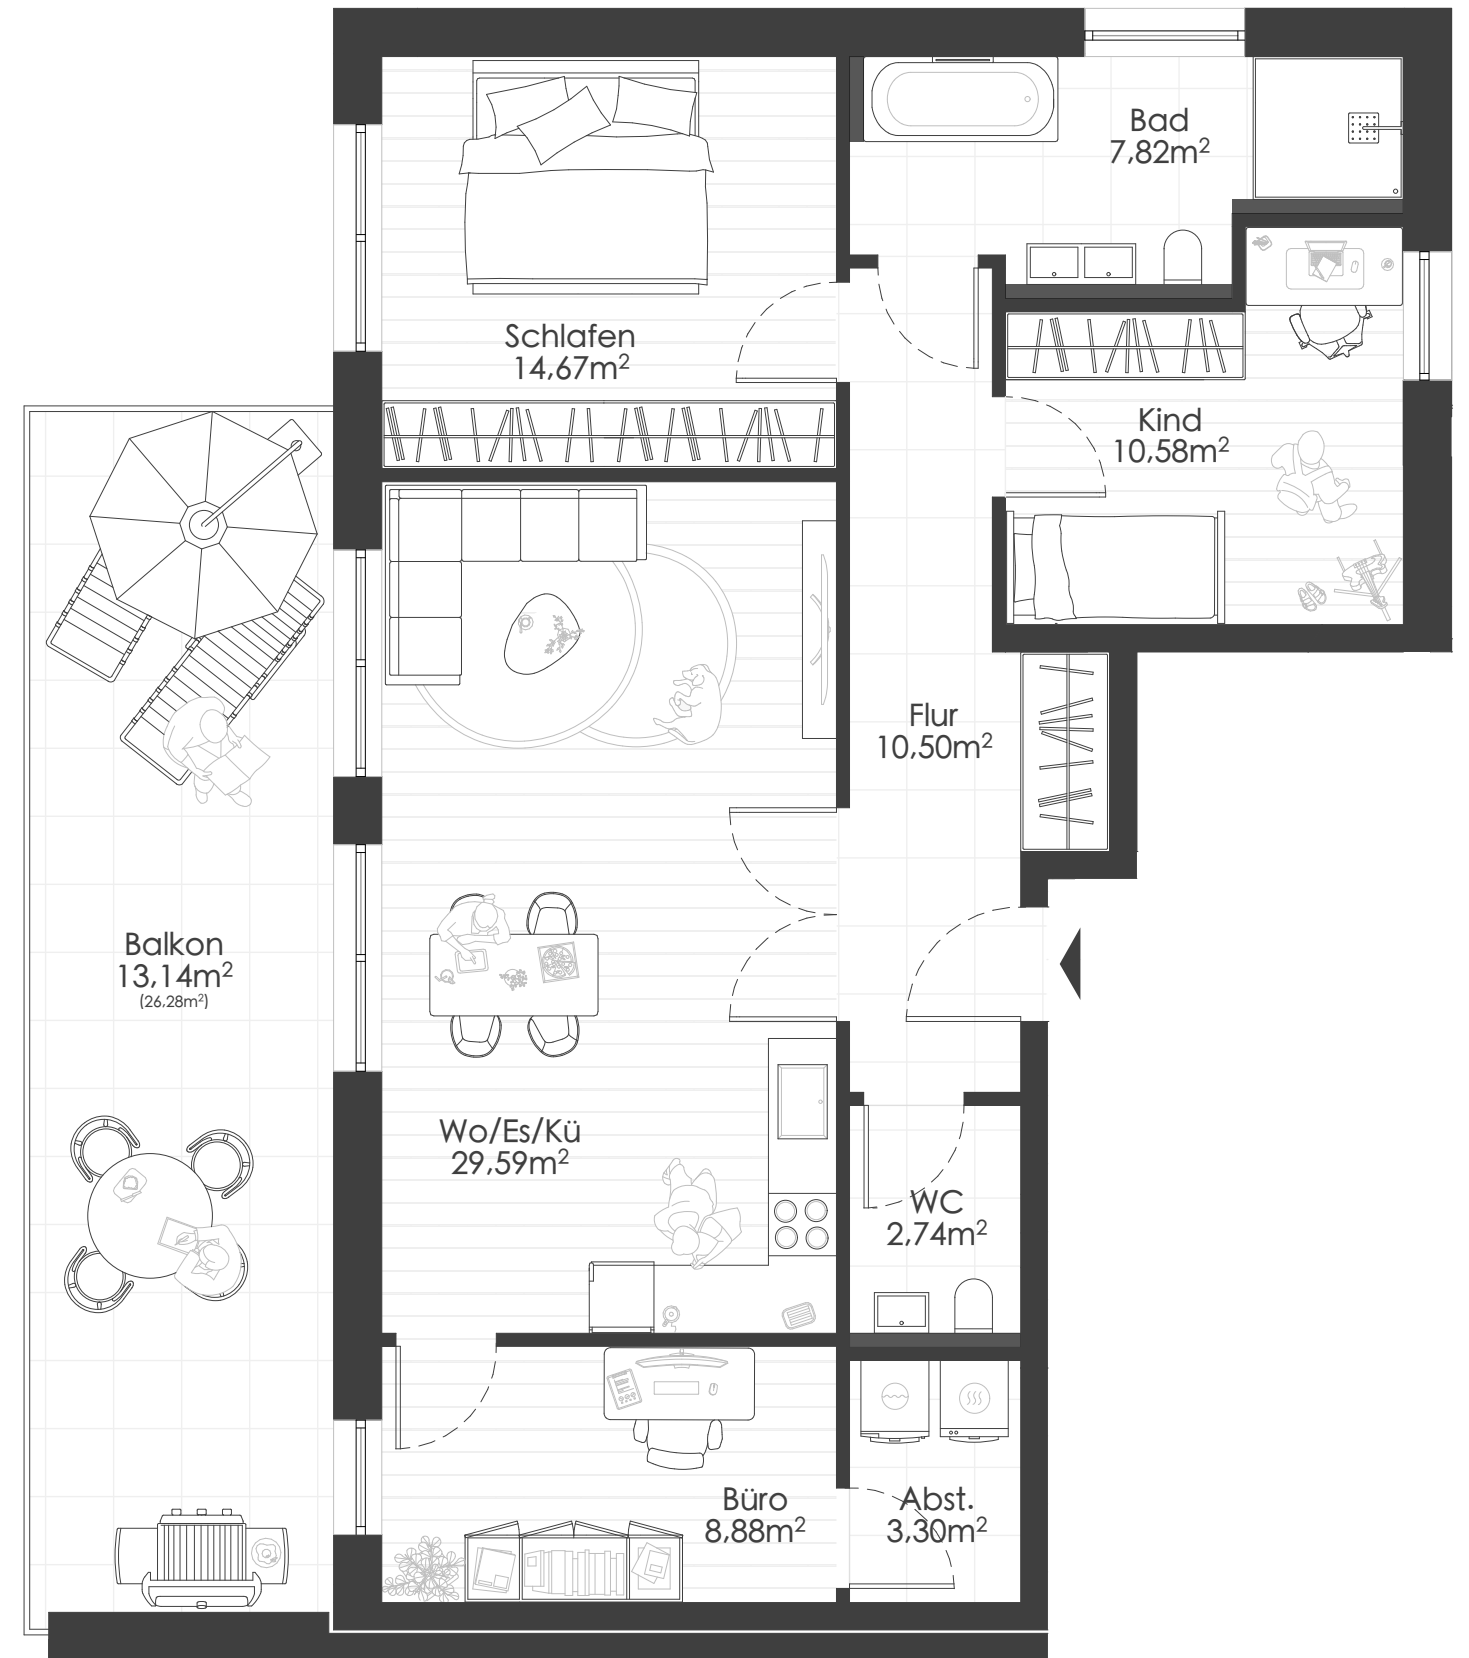 Bad
7,82m²
Schlafen
14,67m²
Kind
10,58m²
Flur
10,50m²
Balkon
13,14m²
(26,28m²)
Wo/Es/Kü
29,59m²
WC
2,74m²
Büro
8,88m²
Abst.
3,30m²